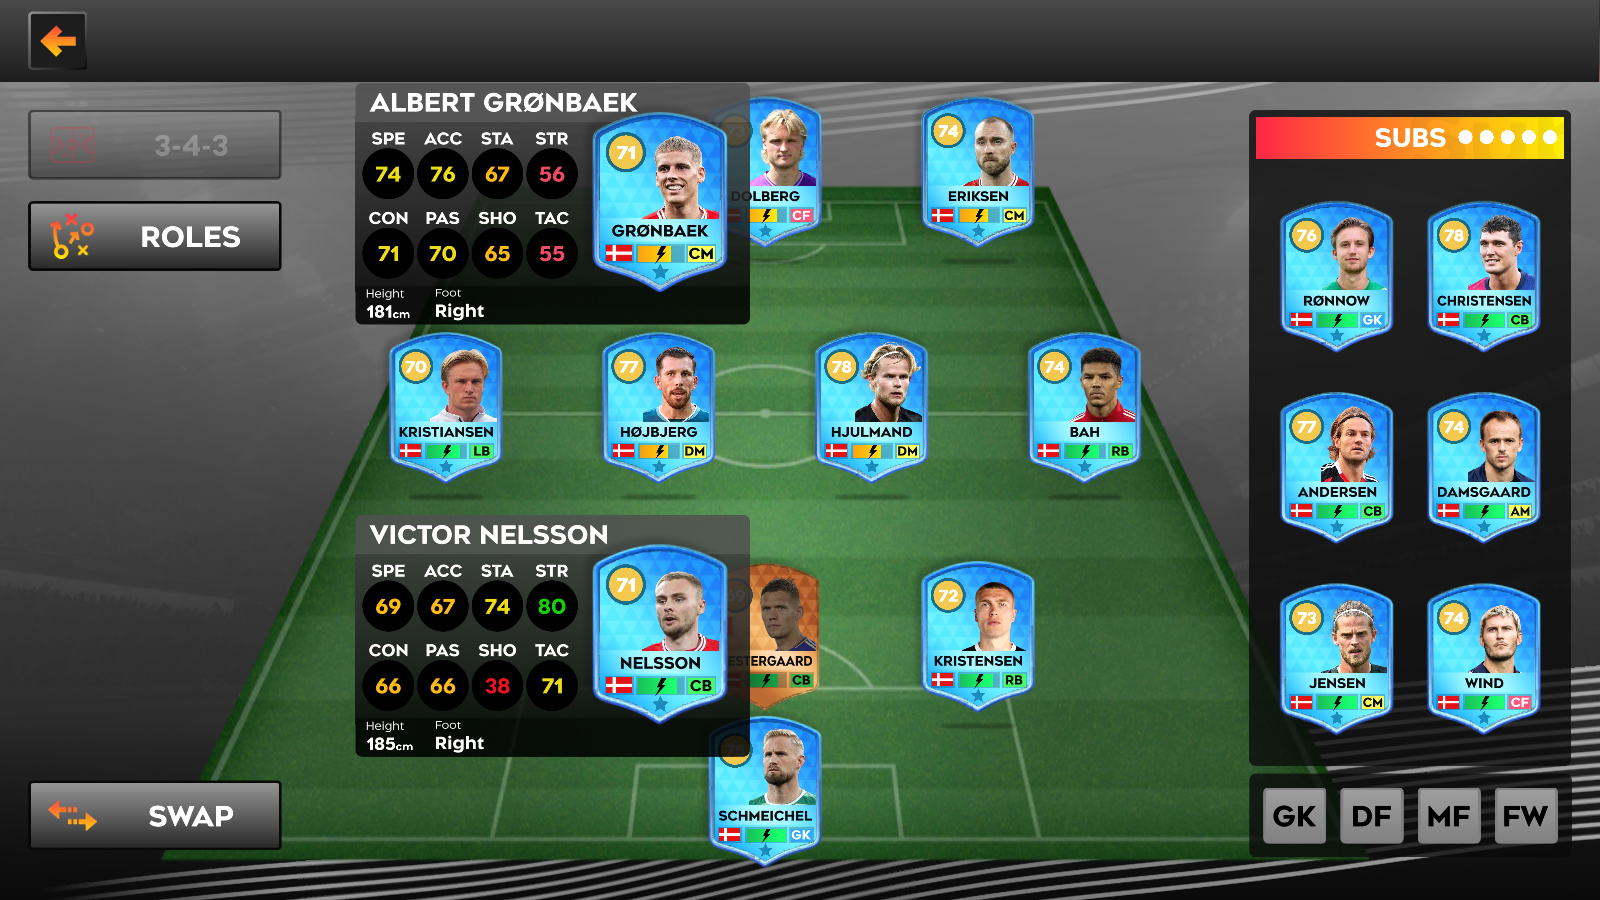 3-4-3
ROLES
SWAP
ALBERT GRØNBAEK
SPE ACC STA STR
74 76 67 56
CON PAS SHO TAC
71 70 65 55
Height Foot
181cm Right
71
GRØNBAEK
CM
DOLBERG
CF
74
ERIKSEN
CM
70
KRISTIANSEN
LB
77
HØJBJERG
DM
78
HJULMAND
DM
74
BAH
RB
VICTOR NELSSON
SPE ACC STA STR
69 67 74 80
CON PAS SHO TAC
66 66 38 71
Height Foot
185cm Right
71
NELSSON
CB
69
ESTERGAARD
CB
72
KRISTENSEN
RB
SCHMEICHEL
GK
SUBS
76
RØNNOW
GK
78
CHRISTENSEN
CB
77
ANDERSEN
CB
74
DAMSGAARD
AM
73
JENSEN
CM
74
WIND
CF
GK DF MF FW